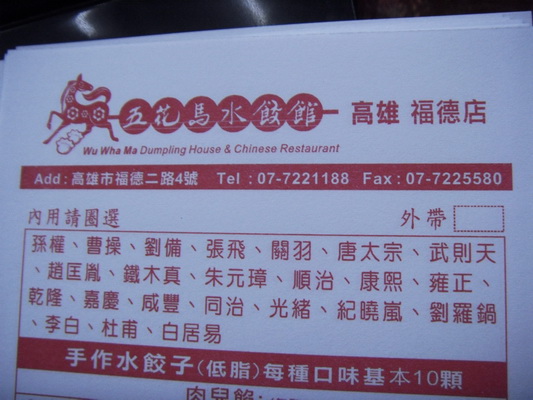 五花馬水餃館 高雄 福德店
Wu Wha Ma Dumpling House & Chinese Restaurant
Add：高雄市福德二路4號 Tel：07-7221188 Fax：07-7225580
內用請圈選 外帶
孫權、曹操、劉備、張飛、關羽、唐太宗、武則天
、趙匡胤、鐵木真、朱元璋、順治、康熙、雍正、
乾隆、嘉慶、咸豐、同治、光緒、紀曉嵐、劉羅鍋
、李白、杜甫、白居易
手作水餃子(低脂)每種口味基本10顆